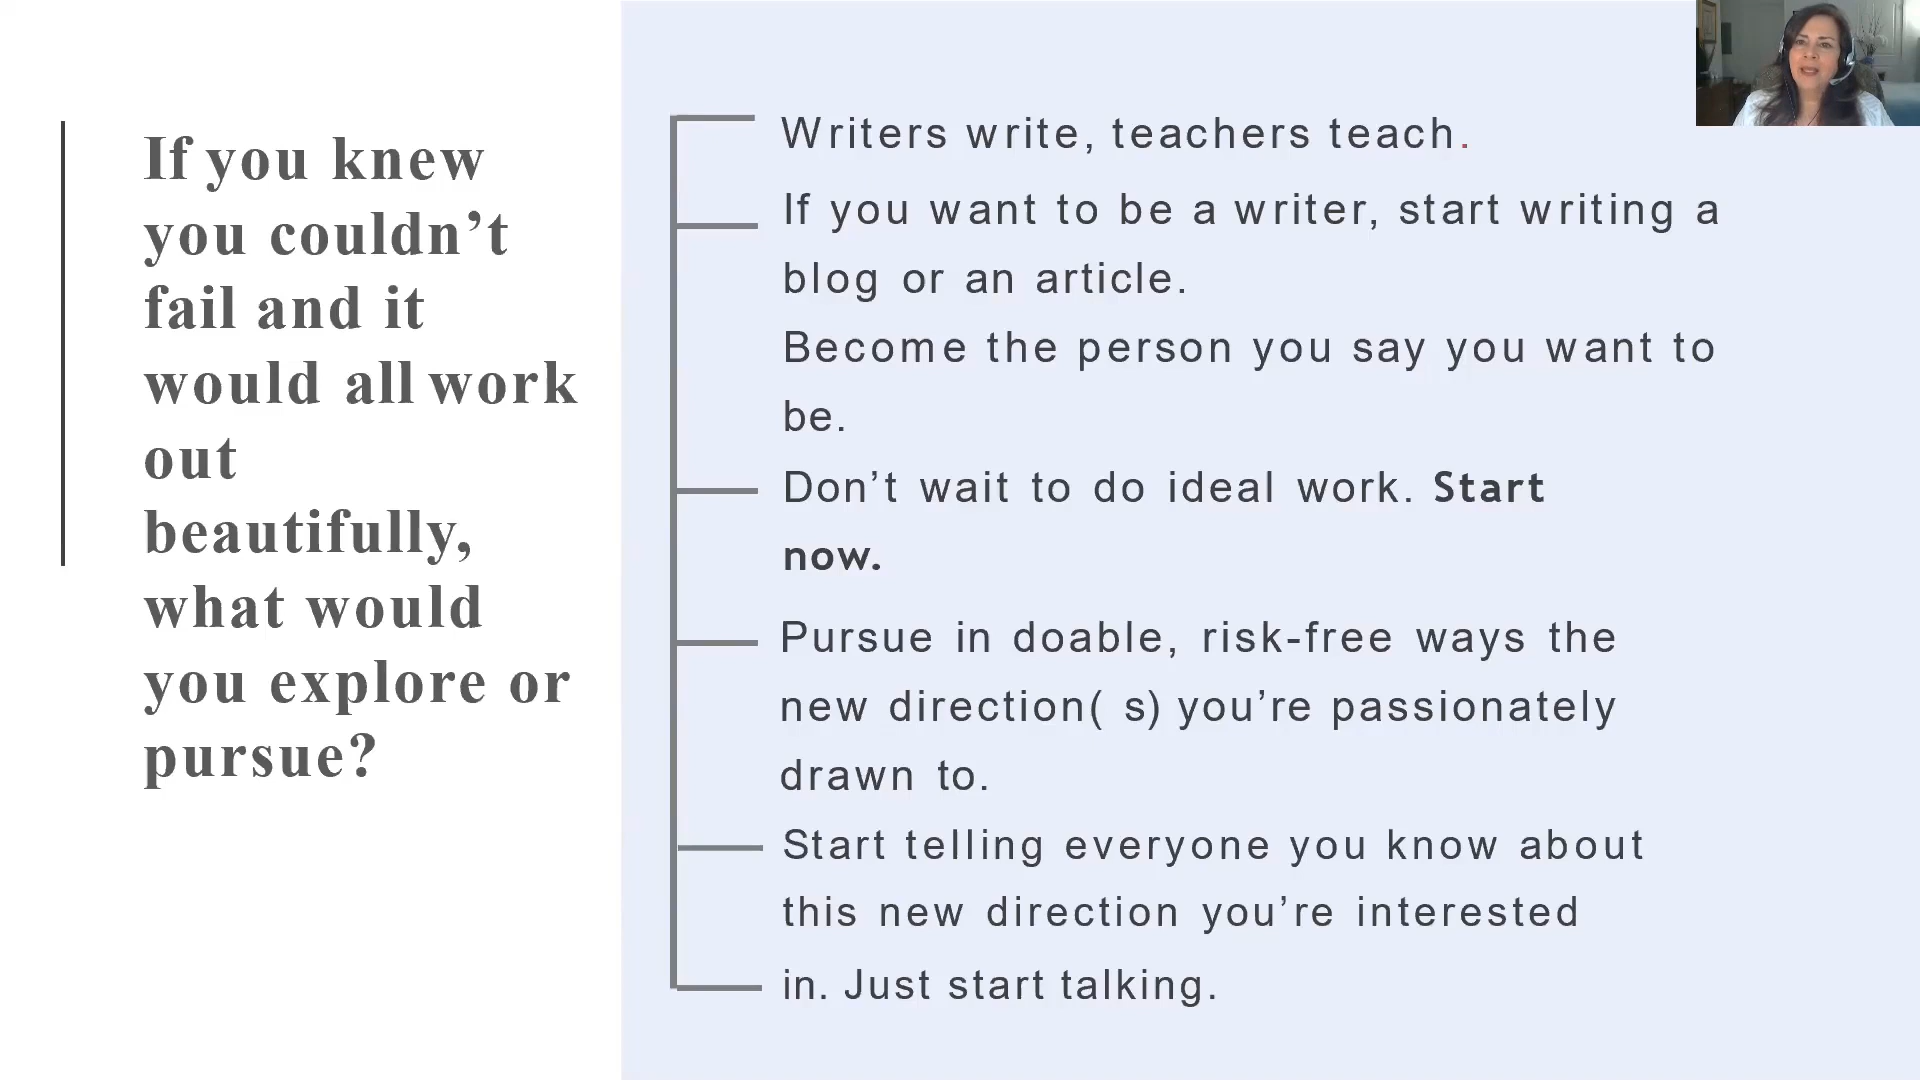 If you knew
you couldn’t
fail and it
would all work
out
beautifully,
what would
you explore or
pursue?
Writers write, teachers teach.
If you want to be a writer, start writing a
blog or an article.
Become the person you say you want to
be.
Don’t wait to do ideal work. Start
now.
Pursue in doable, risk-free ways the
new direction( s) you’re passionately
drawn to.
Start telling everyone you know about
this new direction you’re interested
in. Just start talking.